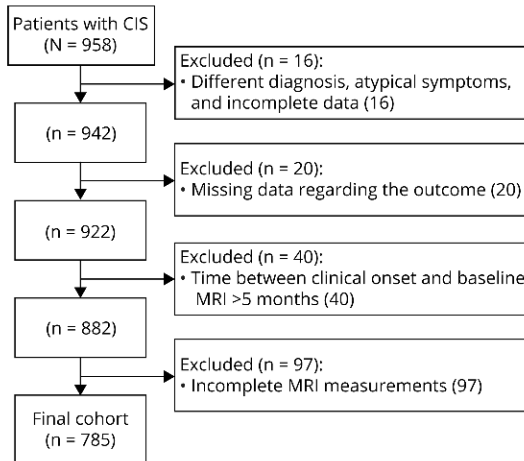 Patients with CIS
(N = 958)
Excluded (n = 16):
• Different diagnosis, atypical symptoms,
and incomplete data (16)
(n = 942)
Excluded (n = 20):
• Missing data regarding the outcome (20)
(n = 922)
Excluded (n = 40):
• Time between clinical onset and baseline
MRI >5 months (40)
(n = 882)
Excluded (n = 97):
• Incomplete MRI measurements (97)
Final cohort
(n = 785)